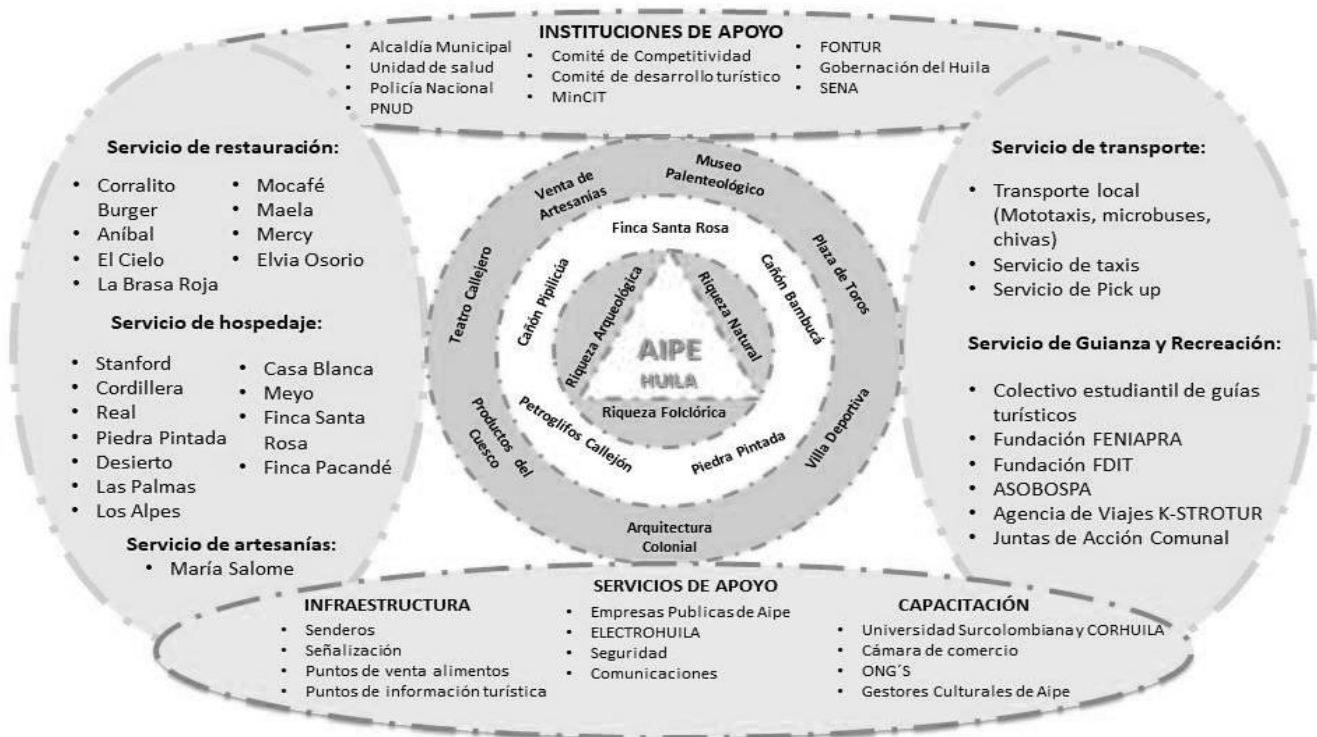 INSTITUCIONES DE APOYO
• Alcaldía Municipal
• Unidad de salud
• Policía Nacional
• PNUD
• Comité de Competitividad
• Comité de desarrollo turístico
• MinCIT
• FONTUR
• Gobernación del Huila
• SENA
Servicio de restauración:
• Corralito
Burger
• Aníbal
• El Cielo
• La Brasa Roja
• Mocafé
• Maela
• Mercy
• Elvia Osorio
Servicio de hospedaje:
• Stanford
• Cordillera
• Real
• Piedra Pintada
• Desierto
• Las Palmas
• Los Alpes
• Casa Blanca
• Meyo
• Finca Santa
Rosa
• Finca Pacandé
Servicio de artesanías:
• María Salome
Museo
Palenteológico
Plaza de Toros
Villa Deportiva
Arquitectura
Colonial
Productos del
Cuesco
Teatro Callejero
Venta de
Artesanías
Finca Santa Rosa
Cañón Bambucá
Piedra Pintada
Petroglifos Callejón
Cañón Pipilicúa
Riqueza Arqueológica
Riqueza Natural
Riqueza Folclórica
AIPE
HUILA
Servicio de transporte:
• Transporte local
(Mototaxis, microbuses,
chivas)
• Servicio de taxis
• Servicio de Pick up
Servicio de Guianza y Recreación:
• Colectivo estudiantil de guías
turísticos
• Fundación FENIAPRA
• Fundación FDIT
• ASOBOSPA
• Agencia de Viajes K-STROTUR
• Juntas de Acción Comunal
SERVICIOS DE APOYO
INFRAESTRUCTURA
• Senderos
• Señalización
• Puntos de venta alimentos
• Puntos de información turística
• Empresas Publicas de Aipe
• ELECTROHUILA
• Seguridad
• Comunicaciones
CAPACITACIÓN
• Universidad Surcolombiana y CORHUILA
• Cámara de comercio
• ONG´S
• Gestores Culturales de Aipe